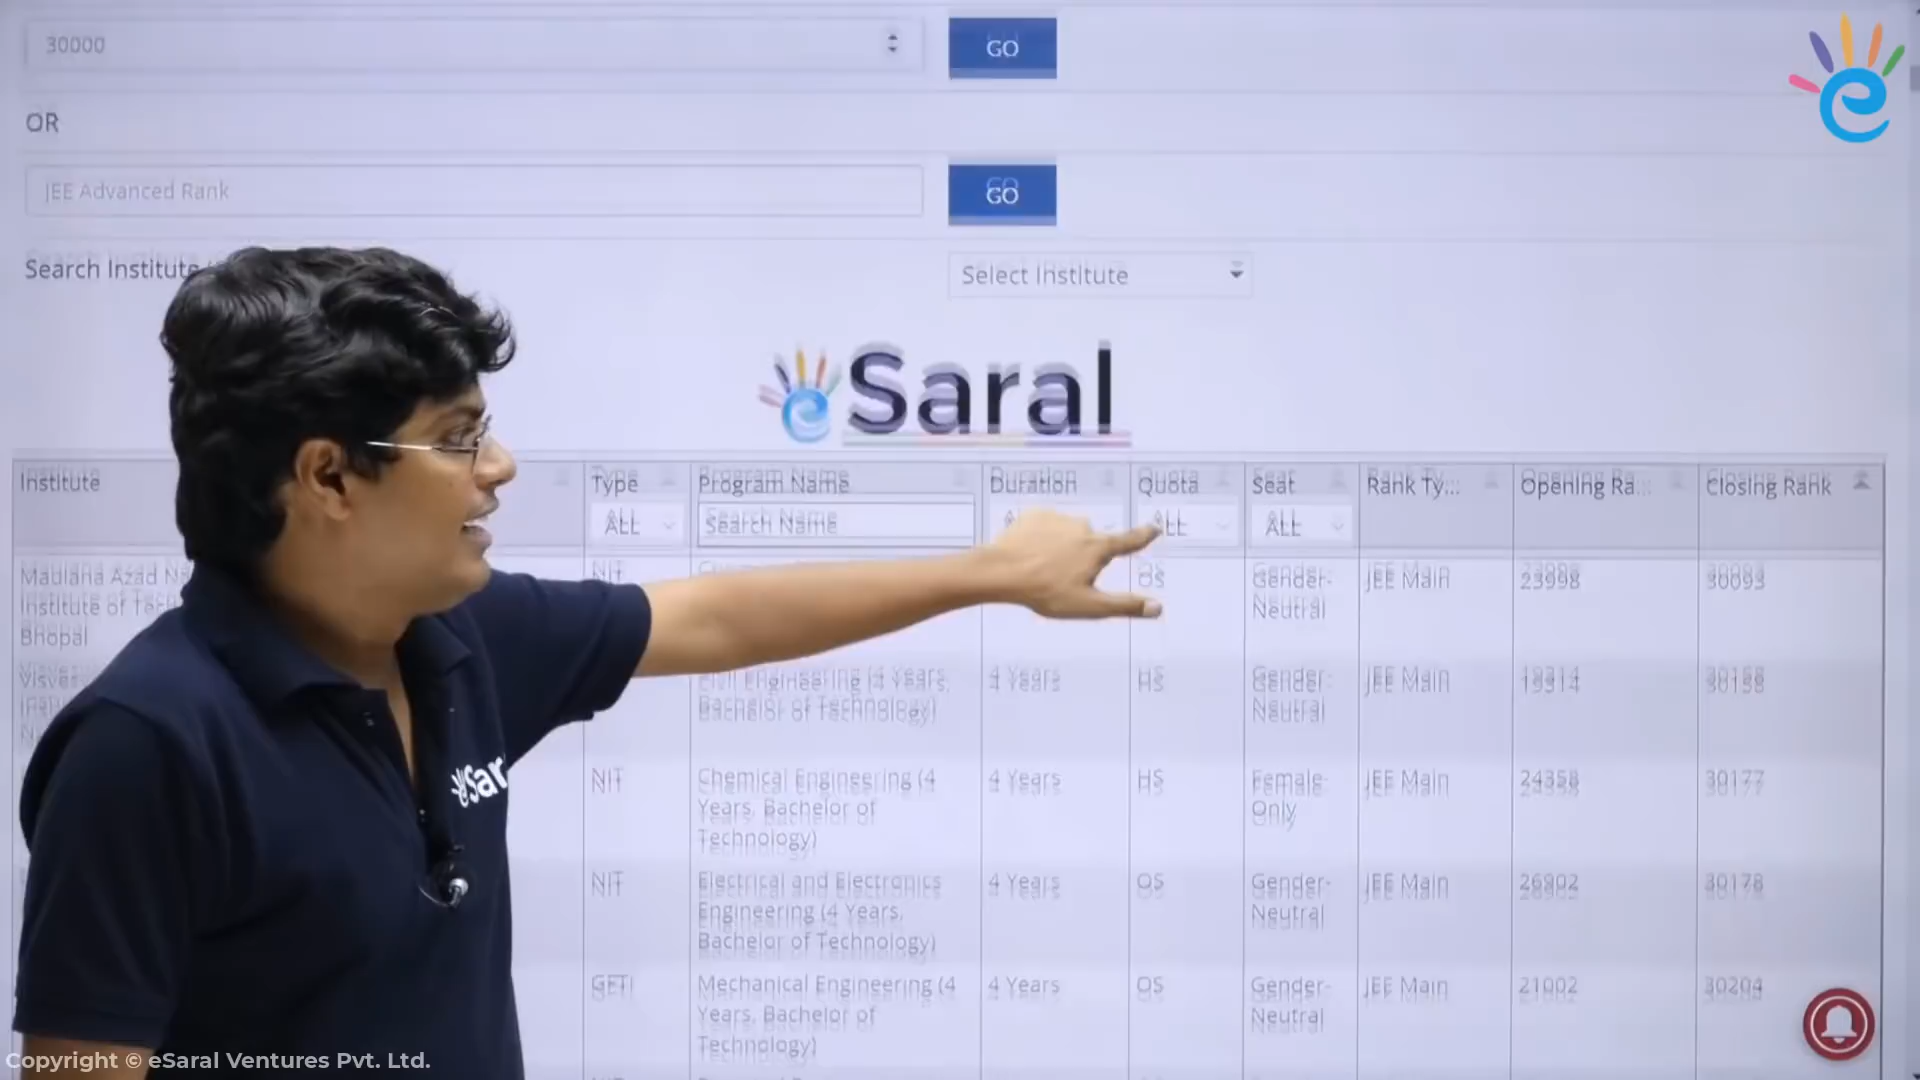 30000
GO
OR
JEE Advanced Rank
GO
Search Institute
Select Institute
eSaral
Institute
Type
Program Name
Duration
Quota
Seat
Rank Ty...
Opening Ra...
Closing Rank
ALL
Search Name
ALL
ALL
Maulana Azad
Institute of
Bhopal
NIT
OS
Gender-
Neutral
JEE Main
23998
30093
Civil Engineering (4 Years,
Bachelor of Technology)
4 Years
HS
Gender-
Neutral
JEE Main
19314
30158
NIT
Chemical Engineering (4
Years, Bachelor of
Technology)
4 Years
HS
Female-
Only
JEE Main
24358
30177
NIT
Electrical and Electronics
Engineering (4 Years,
Bachelor of Technology)
4 Years
OS
Gender-
Neutral
JEE Main
26902
30178
GFTI
Mechanical Engineering (4
Years, Bachelor of
Technology)
4 Years
OS
Gender-
Neutral
JEE Main
21002
30204
Copyright © eSaral Ventures Pvt. Ltd.